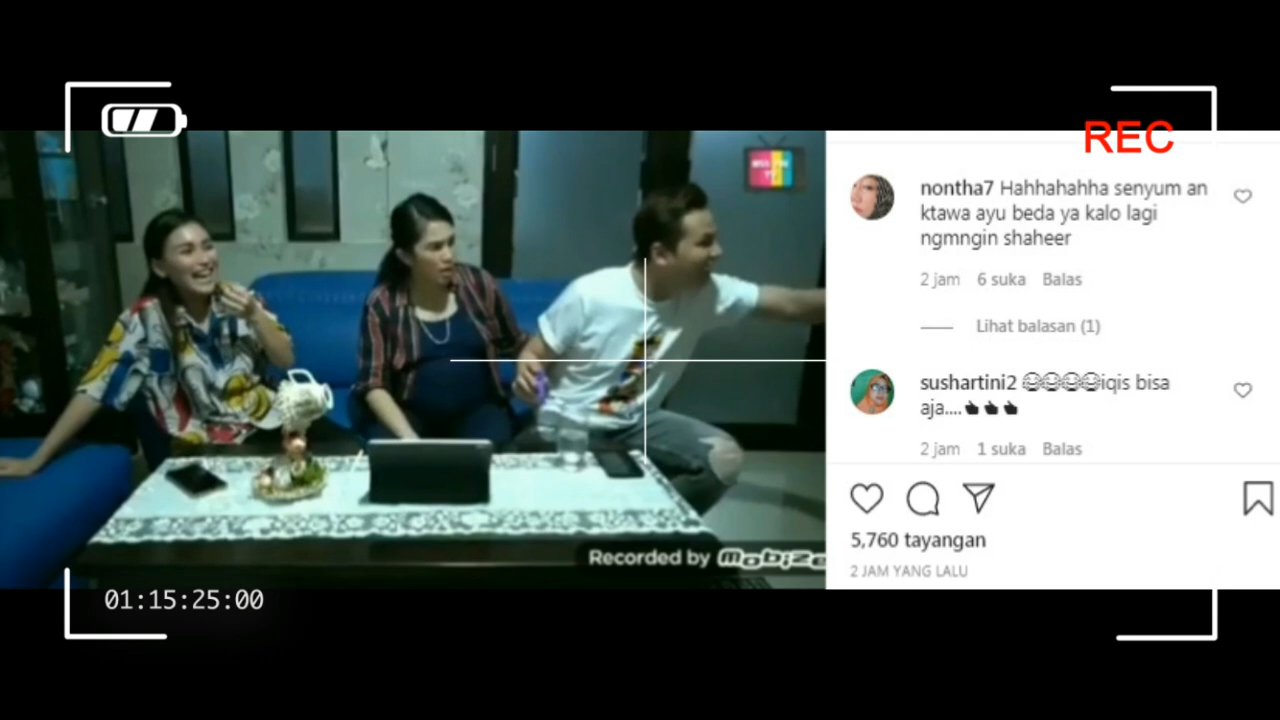 REC
nontha7 Hahhahahha senyum an
ktawa ayu beda ya kalo lagi
ngmngin shaheer
2 jam 6 suka Balas
Lihat balasan (1)
sushartini2 😂😂😂😂iqis bisa
aja....👍👍👍
2 jam 1 suka Balas
5,760 tayangan
2 JAM YANG LALU
Recorded by
01:15:25:00